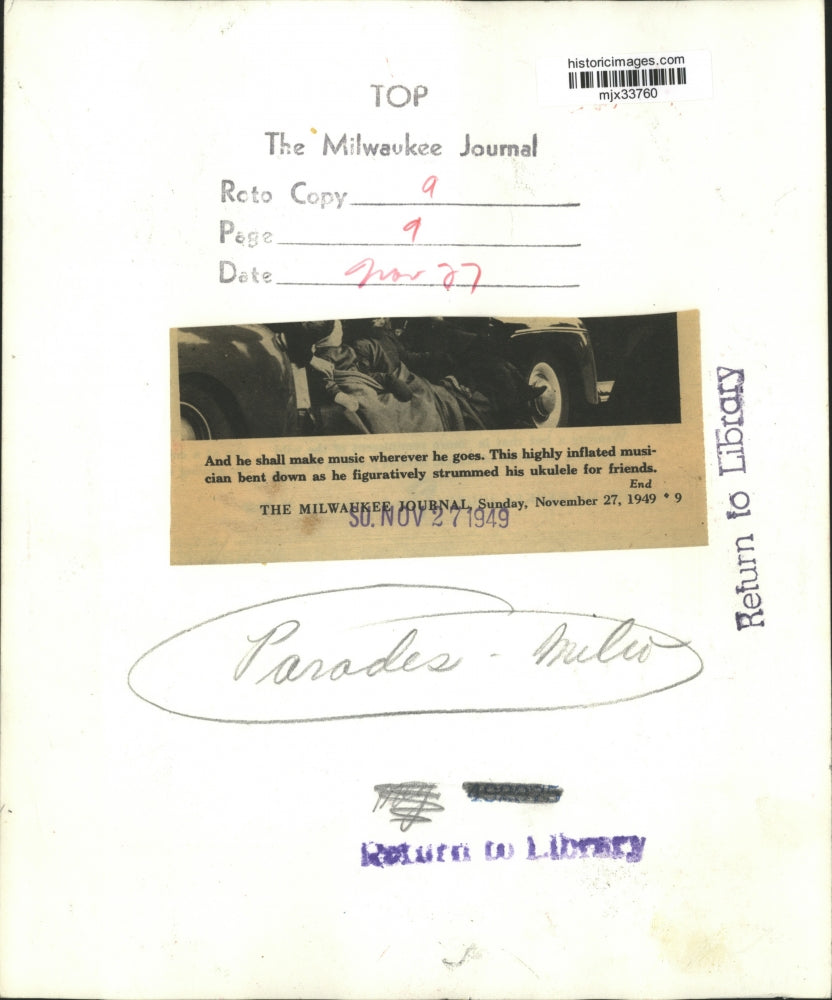 historicimages.com
mjx33760
TOP
The Milwaukee Journal
Roto Copy 9
Page 9
Date Nov 27
And he shall make music wherever he goes. This highly inflated musi-
cian bent down as he figuratively strummed his ukulele for friends.
End
THE MILWAUKEE JOURNAL, Sunday, November 27, 1949 * 9
SU. NOV 27 1949
Return to Library
Parades - Milw
Return to Library